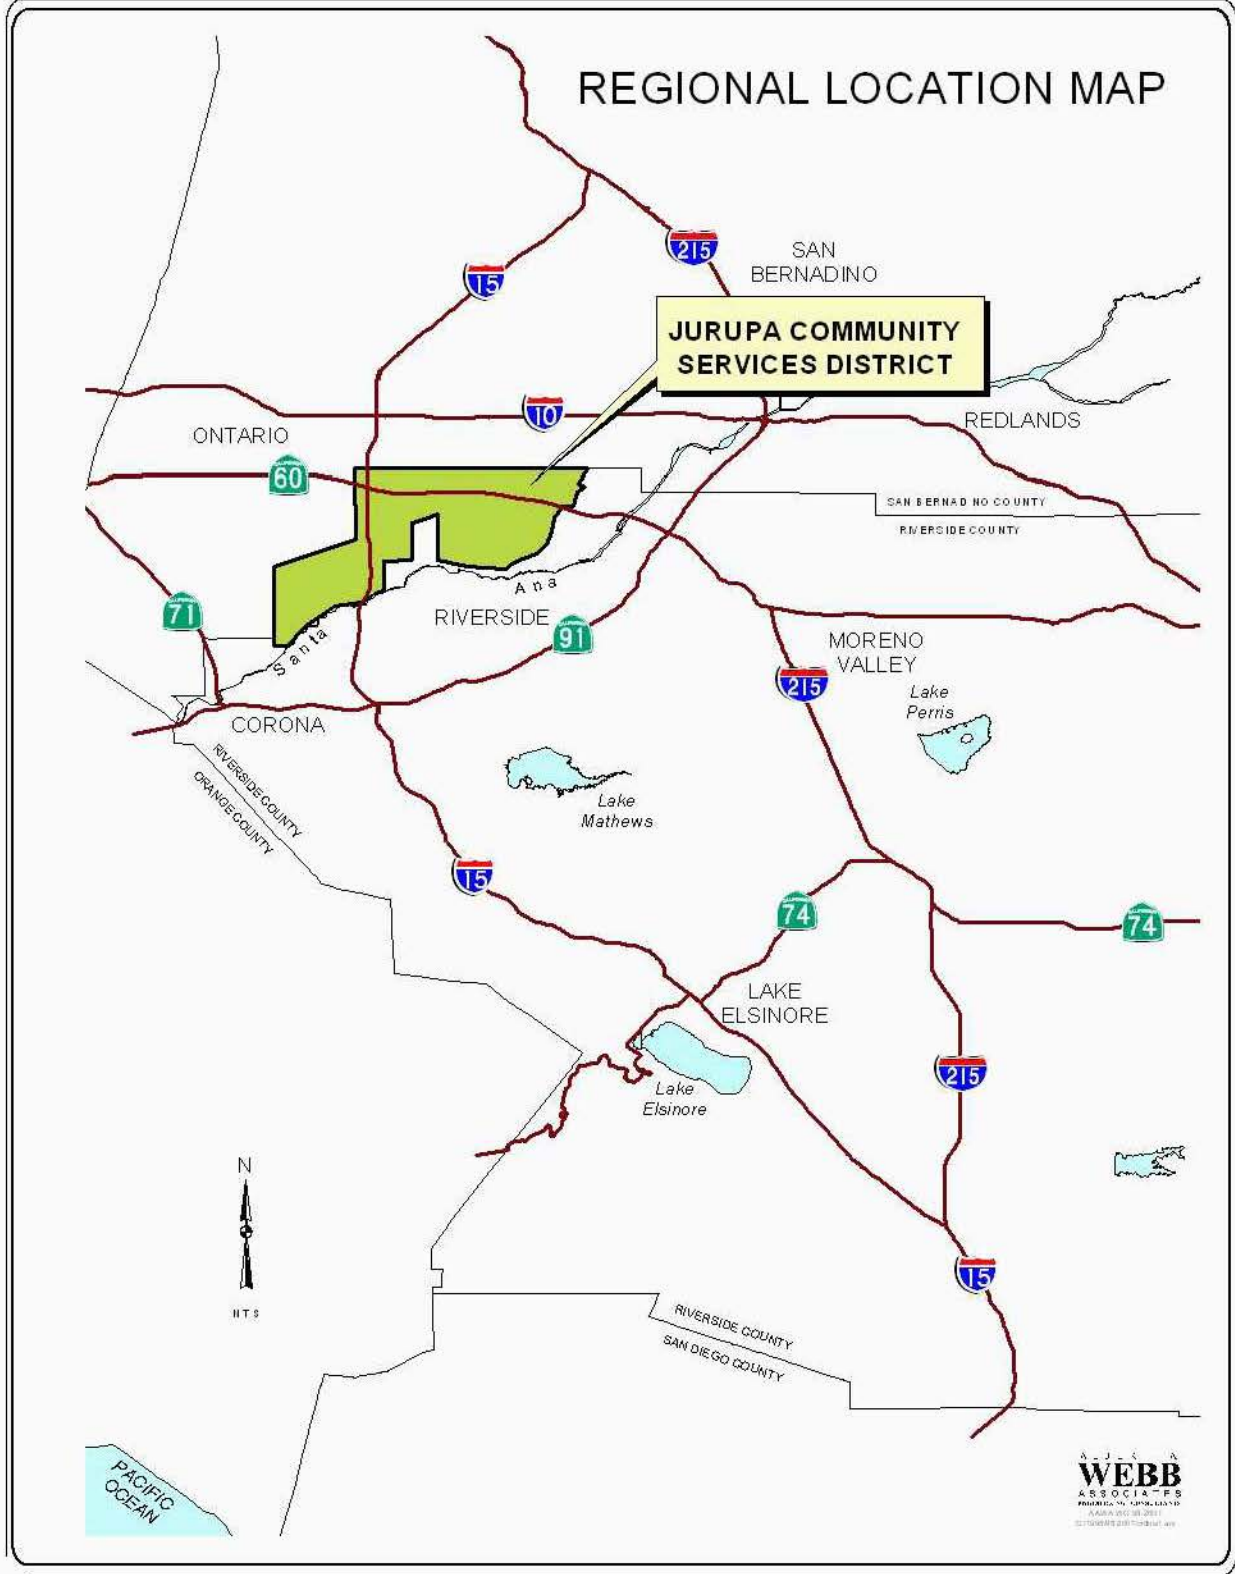 REGIONAL LOCATION MAP
215
SAN
BERNADINO
15
JURUPA COMMUNITY
SERVICES DISTRICT
10
REDLANDS
ONTARIO
60
SAN BERNADINO COUNTY
RIVERSIDE COUNTY
Santa Ana
71
RIVERSIDE
91
MORENO
VALLEY
215
Lake
Perris
CORONA
RIVERSIDE COUNTY
ORANGE COUNTY
Lake
Mathews
15
74
74
LAKE
ELSINORE
215
Lake
Elsinore
N
NTS
15
RIVERSIDE COUNTY
SAN DIEGO COUNTY
PACIFIC
OCEAN
WEBB
ASSOCIATES